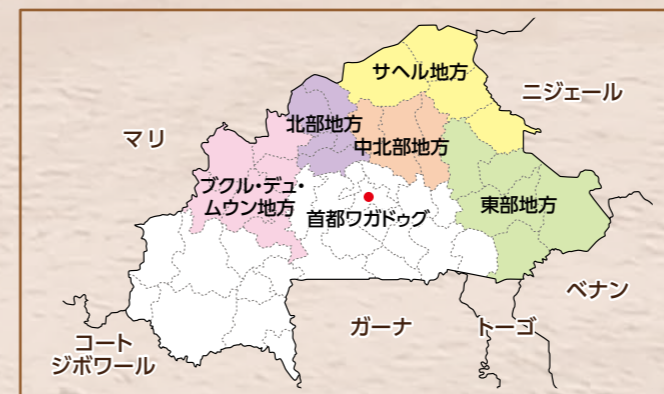 サヘル地方
ニジェール
マリ
北部地方
中北部地方
ブクル・デュ・
ムウン地方
首都ワガドゥグ
東部地方
ベナン
ガーナ
トーゴ
コート
ジボワール